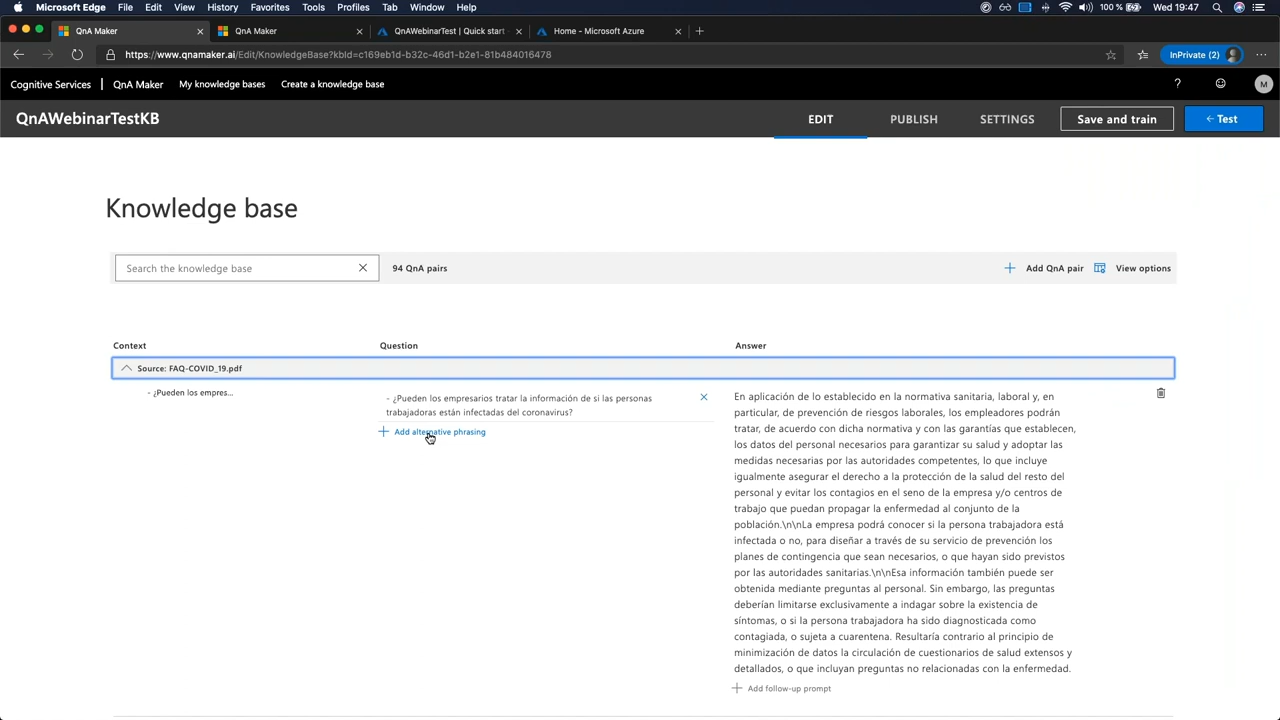 Microsoft Edge File Edit View History Favorites Tools Profiles Tab Window Help 100 % Wed 19:47
QnA Maker QnA Maker QnAWebinarTest | Quick start Home - Microsoft Azure
https://www.qnamaker.ai/Edit/KnowledgeBase?kbId=c169eb1d-b32c-46d1-b2e1-81b484016478 InPrivate (2)
Cognitive Services | QnA Maker My knowledge bases Create a knowledge base ? M
QnAWebinarTestKB EDIT PUBLISH SETTINGS Save and train ← Test
Knowledge base
Search the knowledge base 94 QnA pairs Add QnA pair View options
Context Question Answer
Source: FAQ-COVID_19.pdf
- ¿Pueden los empres...
- ¿Pueden los empresarios tratar la información de si las personas
trabajadoras están infectadas del coronavirus?
Add alternative phrasing
En aplicación de lo establecido en la normativa sanitaria, laboral y, en
particular, de prevención de riesgos laborales, los empleadores podrán
tratar, de acuerdo con dicha normativa y con las garantías que establecen,
los datos del personal necesarios para garantizar su salud y adoptar las
medidas necesarias por las autoridades competentes, lo que incluye
igualmente asegurar el derecho a la protección de la salud del resto del
personal y evitar los contagios en el seno de la empresa y/o centros de
trabajo que puedan propagar la enfermedad al conjunto de la
población.\n\nLa empresa podrá conocer si la persona trabajadora está
infectada o no, para diseñar a través de su servicio de prevención los
planes de contingencia que sean necesarios, o que hayan sido previstos
por las autoridades sanitarias.\n\nEsa información también puede ser
obtenida mediante preguntas al personal. Sin embargo, las preguntas
deberían limitarse exclusivamente a indagar sobre la existencia de
síntomas, o si la persona trabajadora ha sido diagnosticada como
contagiada, o sujeta a cuarentena. Resultaría contrario al principio de
minimización de datos la circulación de cuestionarios de salud extensos y
detallados, o que incluyan preguntas no relacionadas con la enfermedad.
Add follow-up prompt